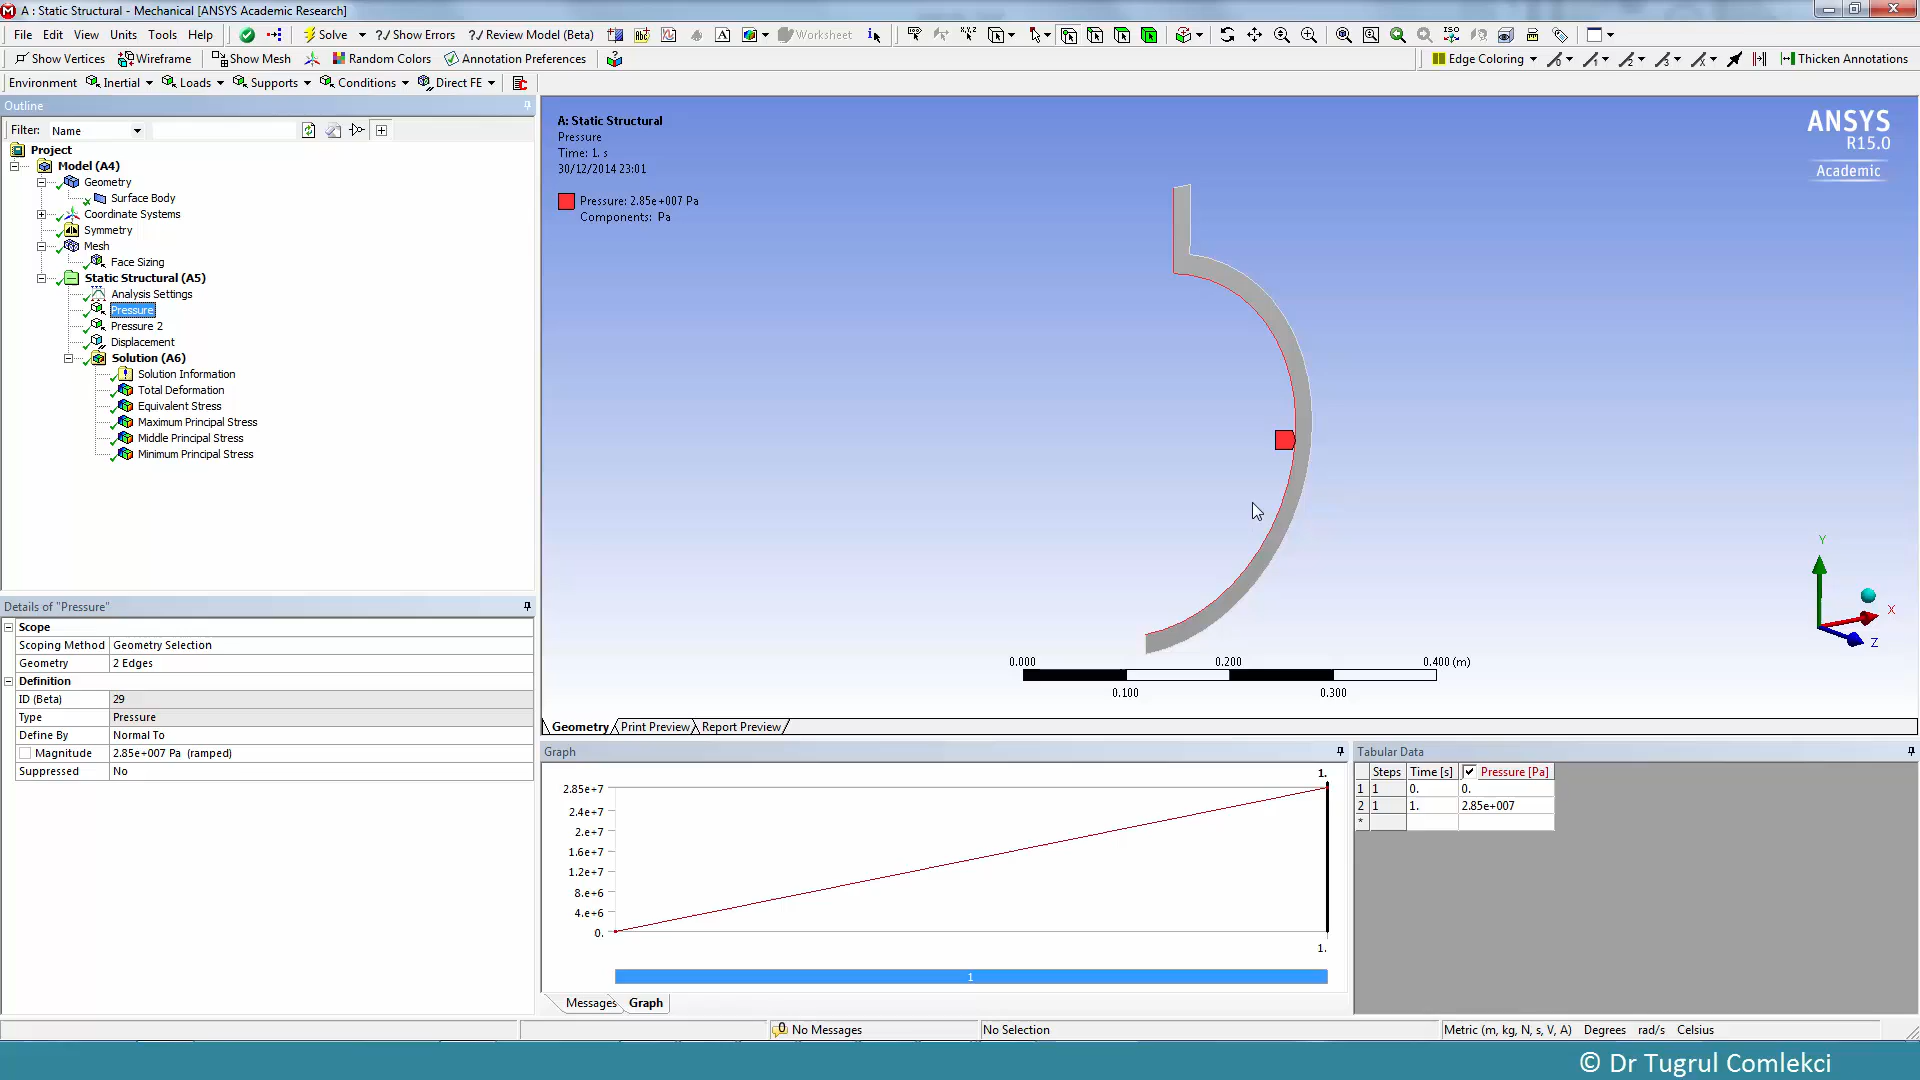 A : Static Structural - Mechanical [ANSYS Academic Research]
File Edit View Units Tools Help Solve ?/ Show Errors ?/ Review Model (Beta) Worksheet
Show Vertices Wireframe Show Mesh Random Colors Annotation Preferences Edge Coloring Thicken Annotations
Environment Inertial Loads Supports Conditions Direct FE
Outline
Filter: Name
Project
Model (A4)
Geometry
Surface Body
Coordinate Systems
Symmetry
Mesh
Face Sizing
Static Structural (A5)
Analysis Settings
Pressure
Pressure 2
Displacement
Solution (A6)
Solution Information
Total Deformation
Equivalent Stress
Maximum Principal Stress
Middle Principal Stress
Minimum Principal Stress
Details of "Pressure"
Scope
Scoping Method Geometry Selection
Geometry 2 Edges
Definition
ID (Beta) 29
Type Pressure
Define By Normal To
Magnitude 2.85e+007 Pa (ramped)
Suppressed No
A: Static Structural
Pressure
Time: 1. s
30/12/2014 23:01
Pressure: 2.85e+007 Pa
Components: Pa
ANSYS
R15.0
Academic
Y
X
Z
0.000 0.200 0.400 (m)
0.100 0.300
Geometry Print Preview Report Preview
Graph
1.
2.85e+7
2.4e+7
2.e+7
1.6e+7
1.2e+7
8.e+6
4.e+6
0.
1.
1
Messages Graph
Tabular Data
Steps Time [s] Pressure [Pa]
1 1 0. 0.
2 1 1. 2.85e+007
*
No Messages No Selection Metric (m, kg, N, s, V, A) Degrees rad/s Celsius
© Dr Tugrul Comlekci